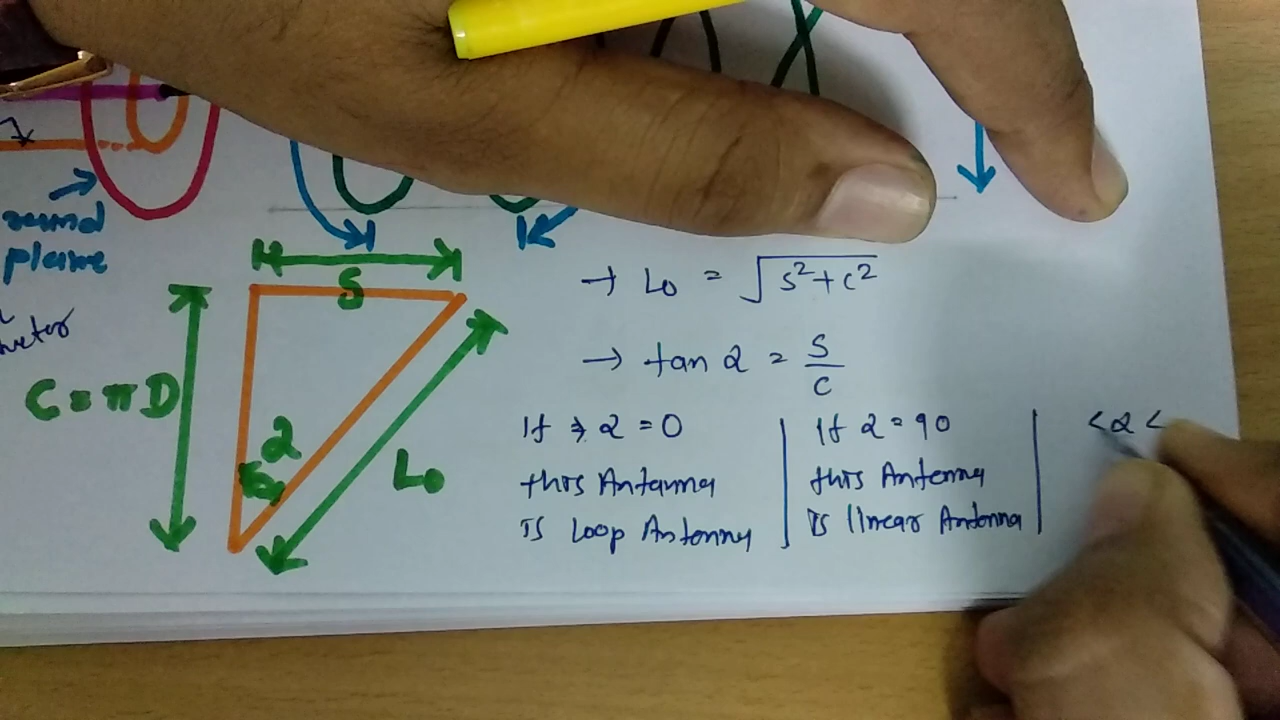 round
plane
S
C = πD
α
L₀
→ L₀ = √S²+C²
→ tan α = S/C
If → α = 0
this Antenna
is Loop Antenna
If α = 90
this Antenna
is linear Antenna
< α <